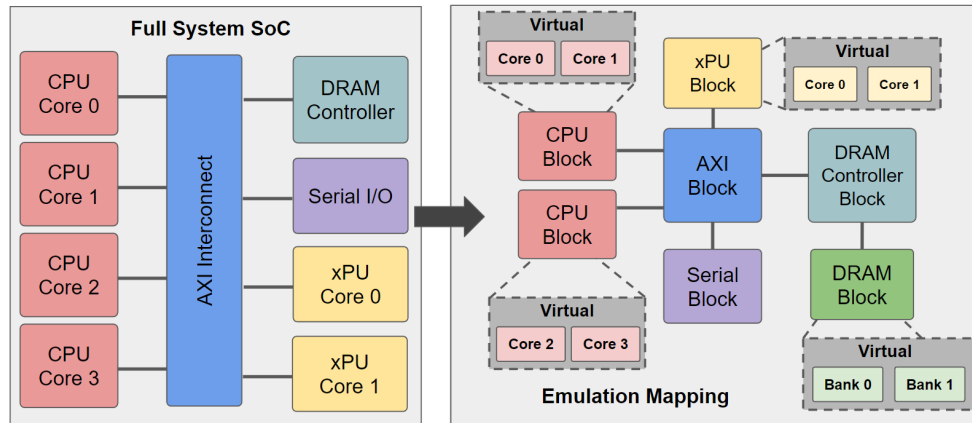 Full System SoC
CPU
Core 0
CPU
Core 1
CPU
Core 2
CPU
Core 3
AXI Interconnect
DRAM
Controller
Serial I/O
xPU
Core 0
xPU
Core 1
Virtual
Core 0
Core 1
xPU
Block
Virtual
Core 0
Core 1
CPU
Block
AXI
Block
DRAM
Controller
Block
CPU
Block
Serial
Block
DRAM
Block
Virtual
Core 2
Core 3
Virtual
Bank 0
Bank 1
Emulation Mapping